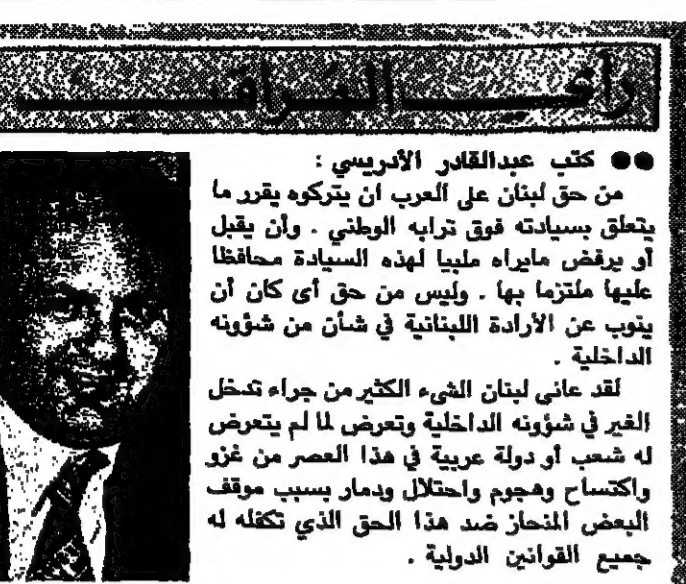 رأي المراقب
●● كتب عبدالقادر الأدريسي :
من حق لبنان على العرب ان يتركوه يقرر ما
يتعلق بسيادته فوق ترابه الوطني . وأن يقبل
أو يرفض مايراه ملبيا لهذه السيادة محافظا
عليها ملتزما بها . وليس من حق أى كان أن
ينوب عن الأرادة اللبنانية في شأن من شؤونه
الداخلية .
لقد عانى لبنان الشيء الكثير من جراء تدخل
الغير في شؤونه الداخلية وتعرض لما لم يتعرض
له شعب أو دولة عربية في هذا العصر من غزو
واكتساح وهجوم واحتلال ودمار بسبب موقف
البعض المنحاز ضد هذا الحق الذي تكفله له
جميع القوانين الدولية .